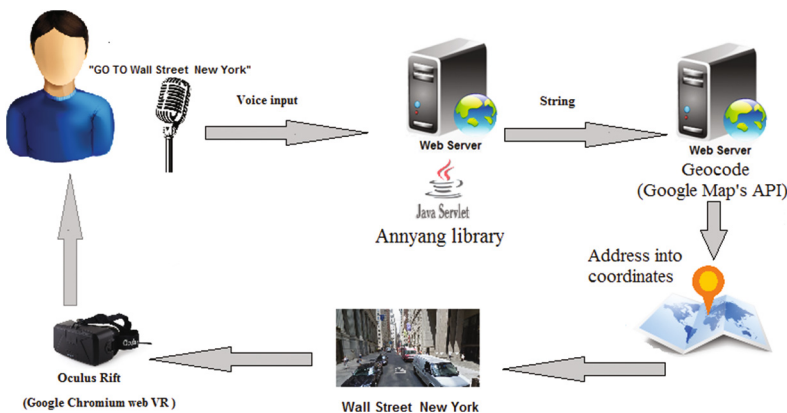 "GO TO Wall Street New York"
Voice input
Web Server
Java Servlet
Annyang library
String
Web Server
Geocode
(Google Map's API)
Address into
coordinates
Wall Street New York
Oculus Rift
(Google Chromium web VR )